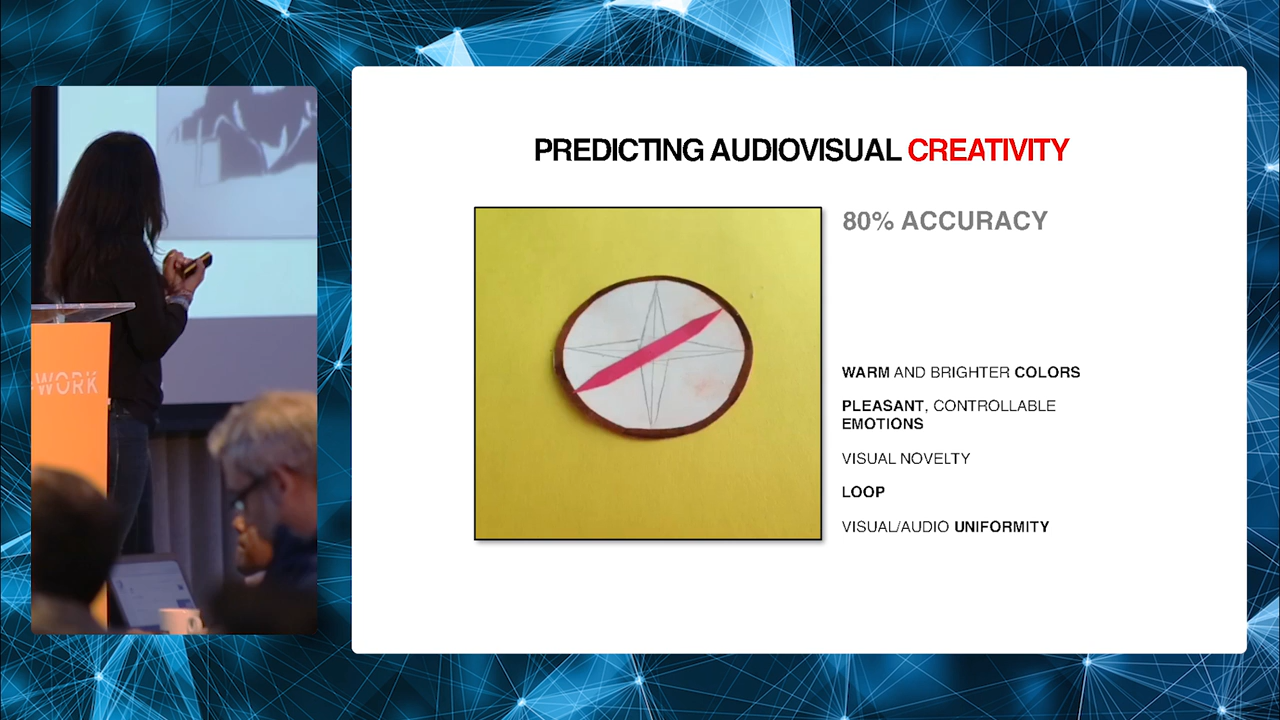 PREDICTING AUDIOVISUAL CREATIVITY
80% ACCURACY
WARM AND BRIGHTER COLORS
PLEASANT, CONTROLLABLE
EMOTIONS
VISUAL NOVELTY
LOOP
VISUAL/AUDIO UNIFORMITY
WORK